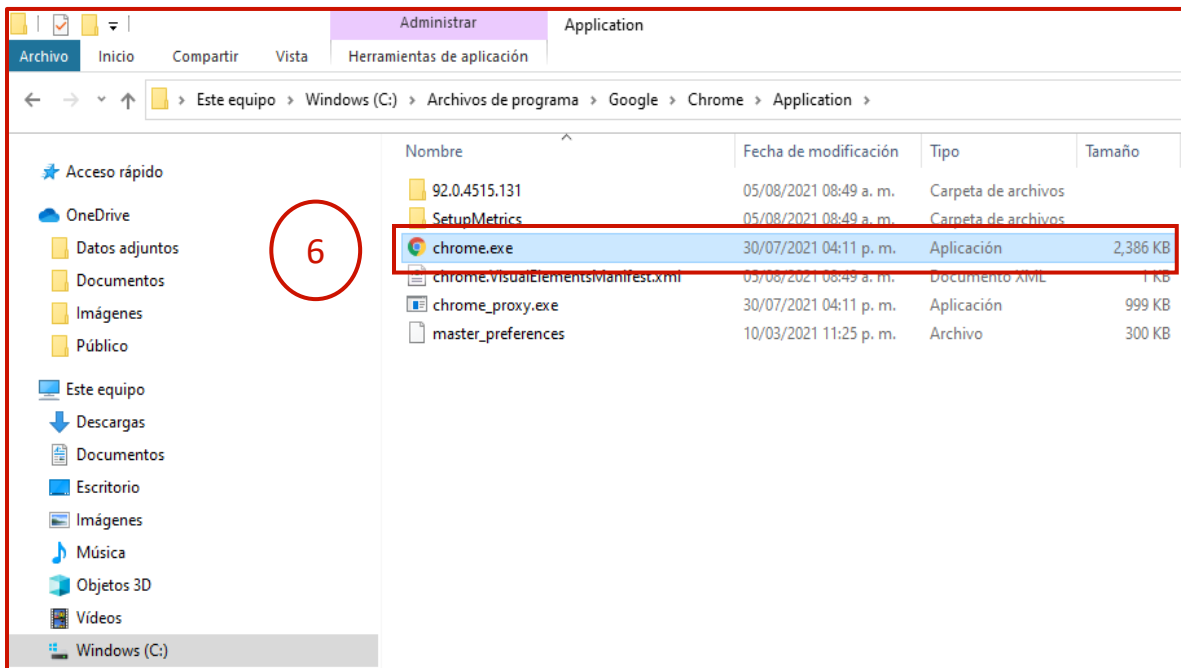 Administrar
Application
Archivo Inicio Compartir Vista Herramientas de aplicación
Este equipo > Windows (C:) > Archivos de programa > Google > Chrome > Application >
Nombre Fecha de modificación Tipo Tamaño
Acceso rápido
OneDrive
Datos adjuntos
Documentos
Imágenes
Público
Este equipo
Descargas
Documentos
Escritorio
Imágenes
Música
Objetos 3D
Vídeos
Windows (C:)
6
92.0.4515.131 05/08/2021 08:49 a. m. Carpeta de archivos
SetupMetrics 05/08/2021 08:49 a. m. Carpeta de archivos
chrome.exe 30/07/2021 04:11 p. m. Aplicación 2,386 KB
chrome.VisualElementsManifest.xml 05/08/2021 08:49 a. m. Documento XML 1 KB
chrome_proxy.exe 30/07/2021 04:11 p. m. Aplicación 999 KB
master_preferences 10/03/2021 11:25 p. m. Archivo 300 KB